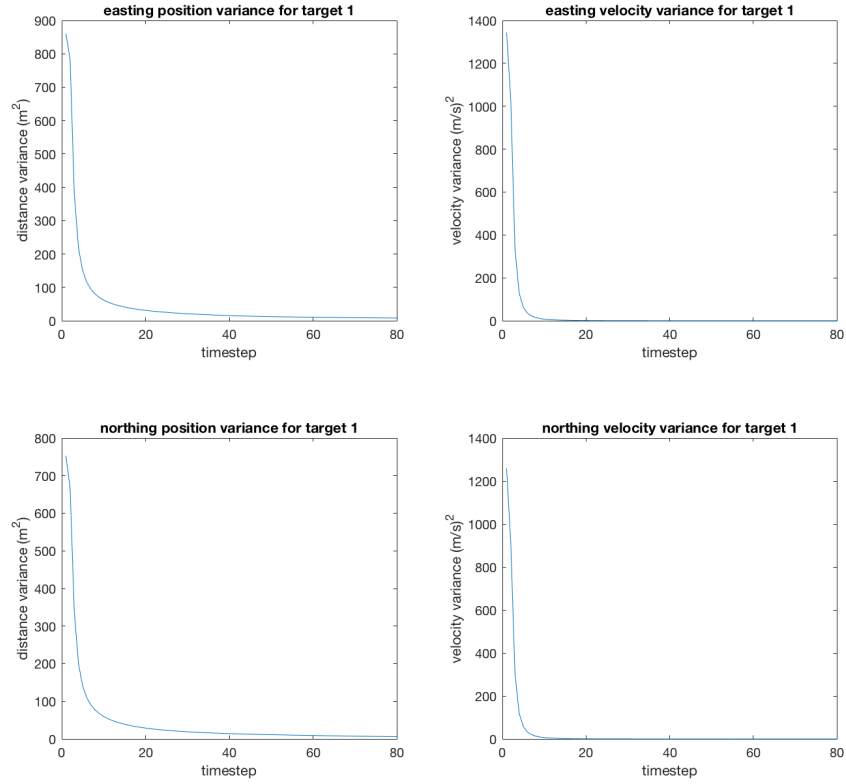 easting position variance for target 1
900
800
700
600
500
400
300
200
100
0
distance variance (m²)
0 20 40 60 80
timestep
easting velocity variance for target 1
1400
1200
1000
800
600
400
200
0
velocity variance (m/s)²
0 20 40 60 80
timestep
northing position variance for target 1
800
700
600
500
400
300
200
100
0
distance variance (m²)
0 20 40 60 80
timestep
northing velocity variance for target 1
1400
1200
1000
800
600
400
200
0
velocity variance (m/s)²
0 20 40 60 80
timestep